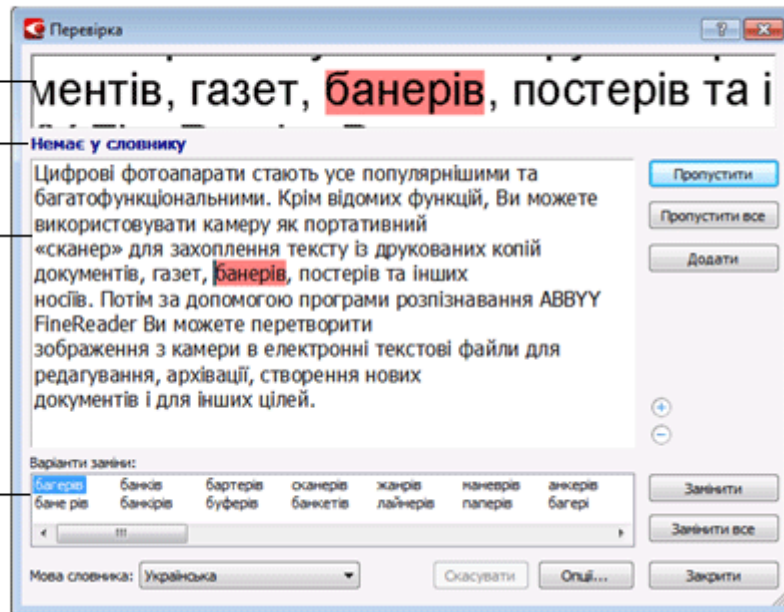 Перевірка
ментів, газет, банерів, постерів та і
Немає у словнику
Цифрові фотоапарати стають усе популярнішими та
багатофункціональними. Крім відомих функцій, Ви можете
використовувати камеру як портативний
«сканер» для захоплення тексту із друкованих копій
документів, газет, банерів, постерів та інших
носіїв. Потім за допомогою програми розпізнавання ABBYY
FineReader Ви можете перетворити
зображення з камери в електронні текстові файли для
редагування, архівації, створення нових
документів і для інших цілей.
Пропустити
Пропустити все
Додати
Варіанти заміни:
багерів банків бартерів сканерів жанрів маневрів анкерів
бане рів банкірів буферів банкетів лайнерів паперів багері
Замінити
Замінити все
Мова словника: Українська
Скасувати
Опції...
Закрити